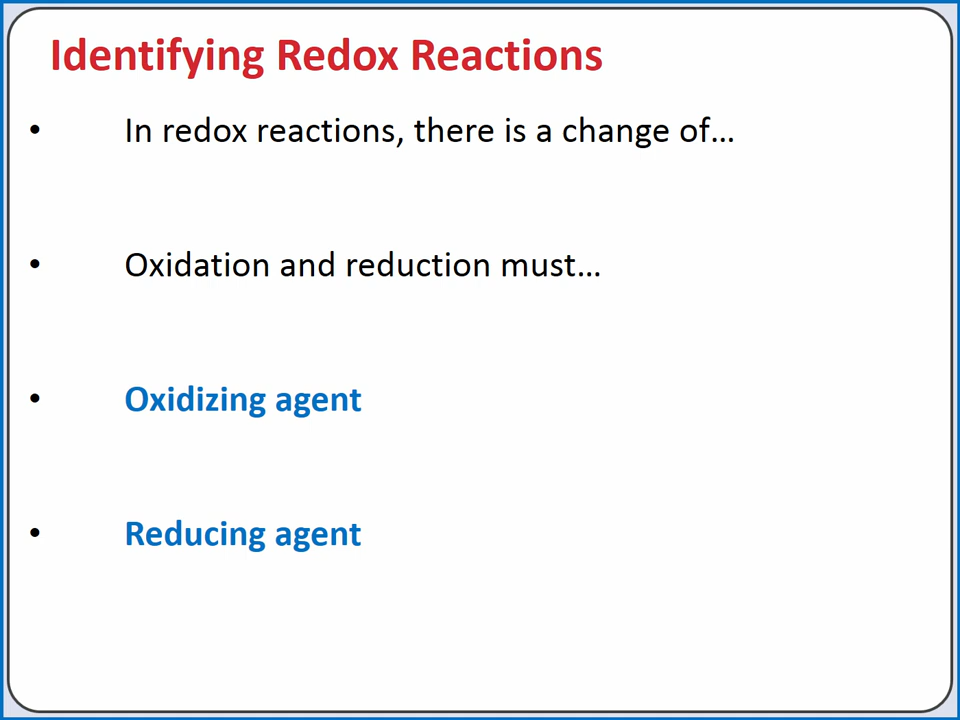 Identifying Redox Reactions
• In redox reactions, there is a change of…
• Oxidation and reduction must…
• Oxidizing agent
• Reducing agent